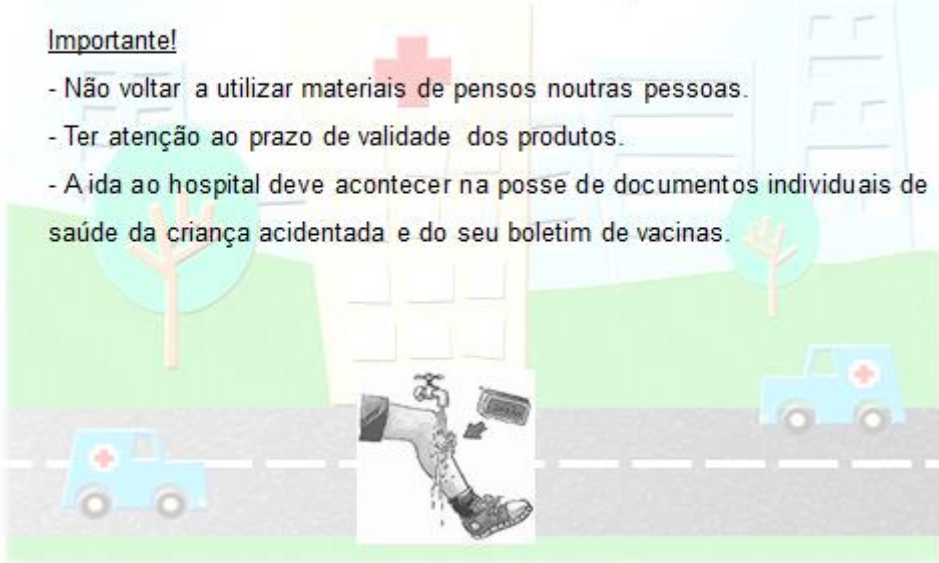 Importante!
- Não voltar a utilizar materiais de pensos noutras pessoas.
- Ter atenção ao prazo de validade dos produtos.
- A ida ao hospital deve acontecer na posse de documentos individuais de
saúde da criança acidentada e do seu boletim de vacinas.